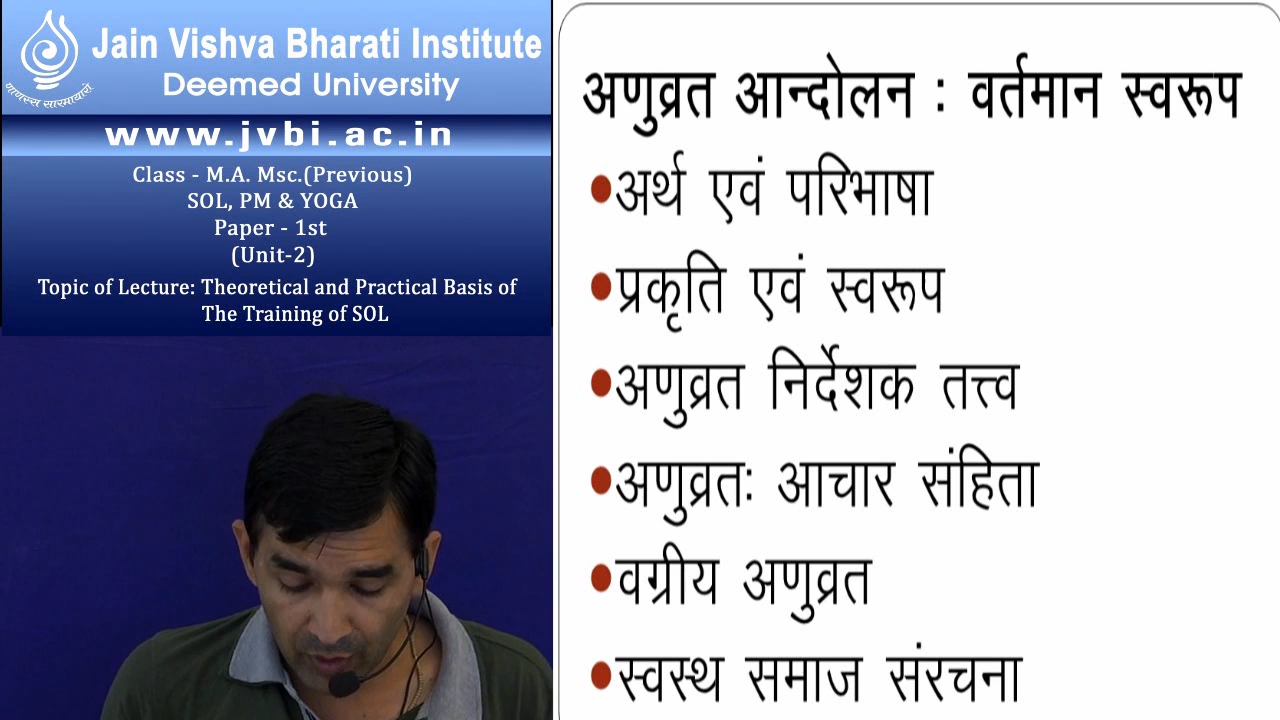 Jain Vishva Bharati Institute
Deemed University
णाणस्स सारमायारो
www.jvbi.ac.in
Class - M.A. Msc.(Previous)
SOL, PM & YOGA
Paper - 1st
(Unit-2)
Topic of Lecture: Theoretical and Practical Basis of
The Training of SOL
अणुव्रत आन्दोलन : वर्तमान स्वरूप
•अर्थ एवं परिभाषा
•प्रकृति एवं स्वरूप
•अणुव्रत निर्देशक तत्त्व
•अणुव्रतः आचार संहिता
•वग्रीय अणुव्रत
•स्वस्थ समाज संरचना